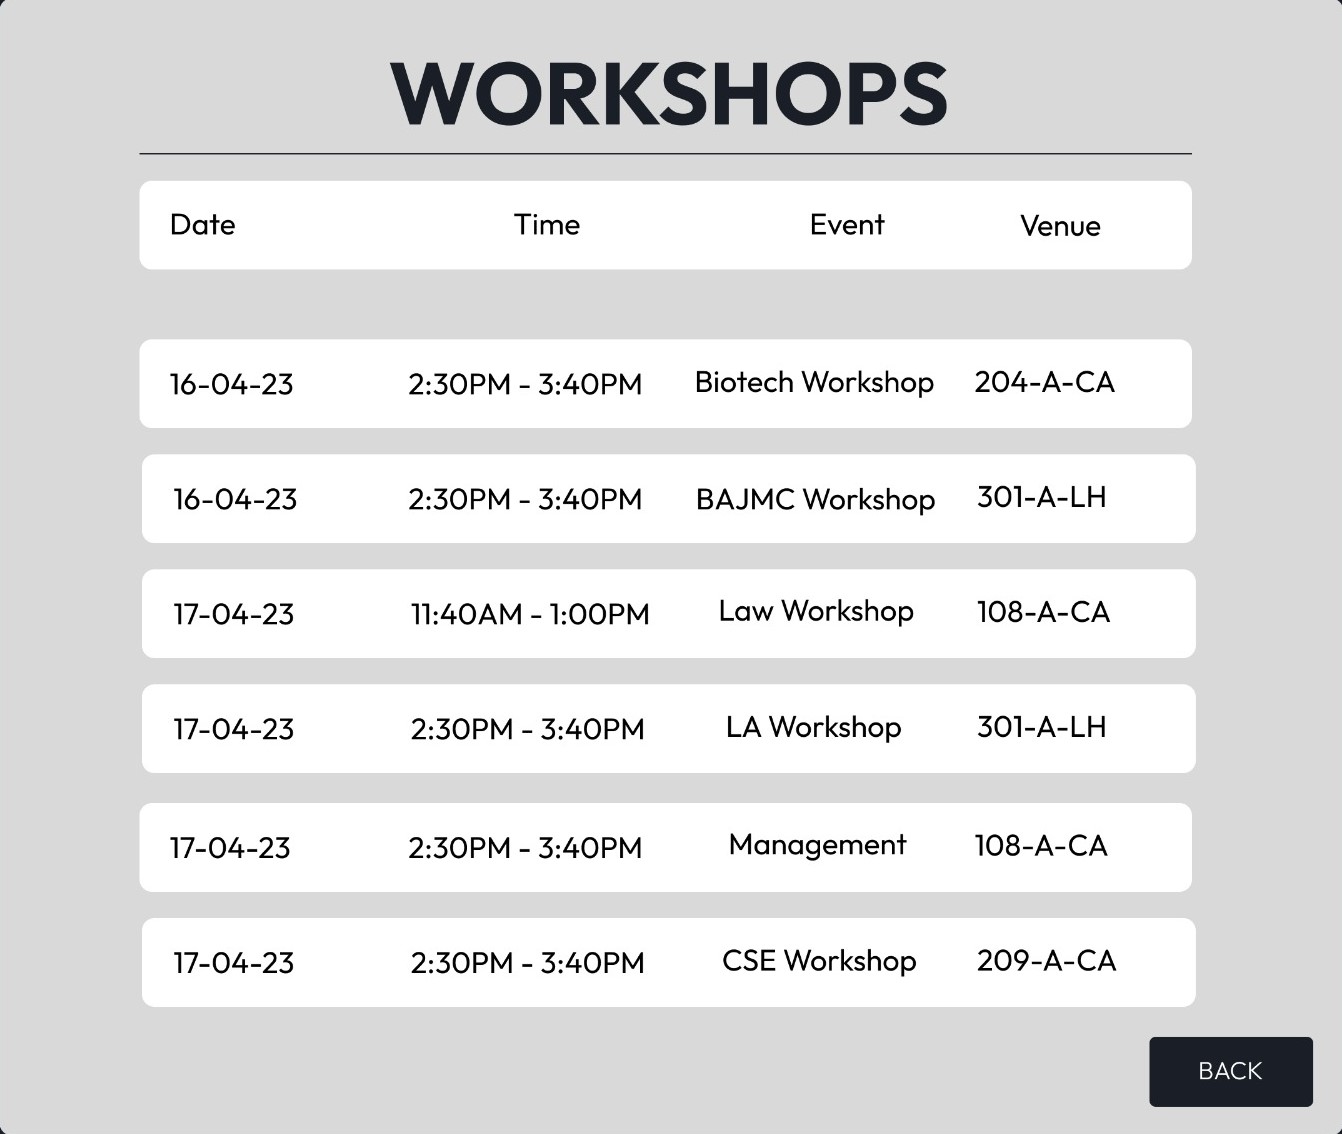 WORKSHOPS
Date Time Event Venue
16-04-23 2:30PM - 3:40PM Biotech Workshop 204-A-CA
16-04-23 2:30PM - 3:40PM BAJMC Workshop 301-A-LH
17-04-23 11:40AM - 1:00PM Law Workshop 108-A-CA
17-04-23 2:30PM - 3:40PM LA Workshop 301-A-LH
17-04-23 2:30PM - 3:40PM Management 108-A-CA
17-04-23 2:30PM - 3:40PM CSE Workshop 209-A-CA
BACK